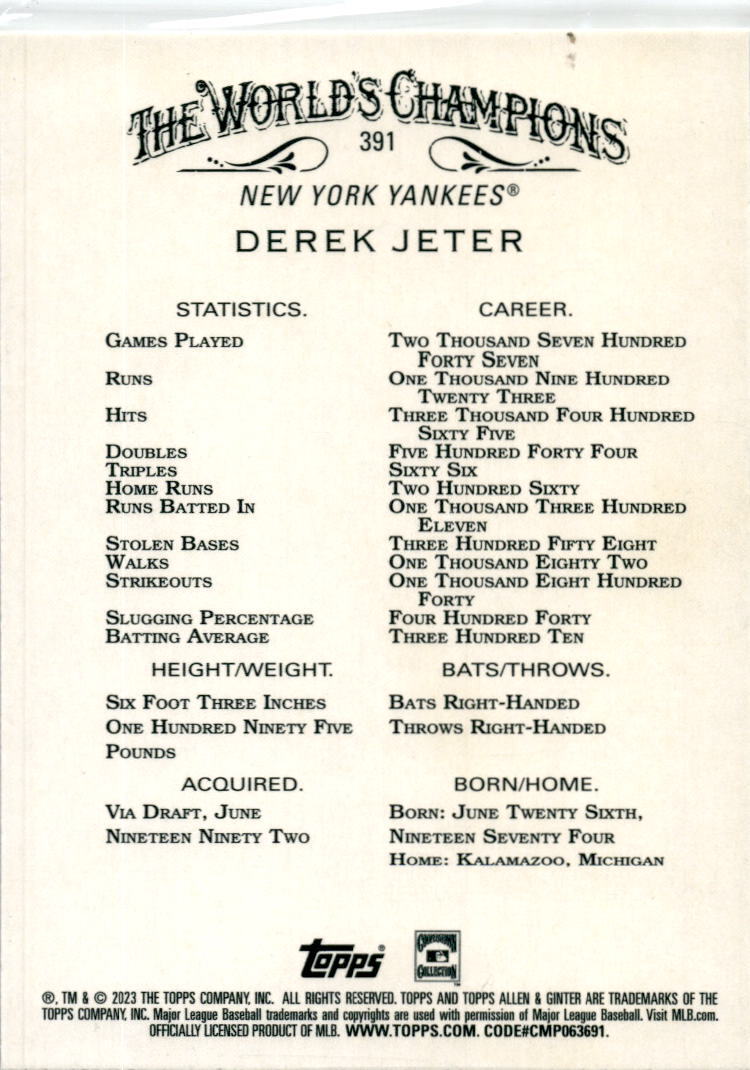 THE WORLD'S CHAMPIONS
391
NEW YORK YANKEES®
DEREK JETER
STATISTICS. CAREER.
GAMES PLAYED TWO THOUSAND SEVEN HUNDRED
FORTY SEVEN
RUNS ONE THOUSAND NINE HUNDRED
TWENTY THREE
HITS THREE THOUSAND FOUR HUNDRED
SIXTY FIVE
DOUBLES FIVE HUNDRED FORTY FOUR
TRIPLES SIXTY SIX
HOME RUNS TWO HUNDRED SIXTY
RUNS BATTED IN ONE THOUSAND THREE HUNDRED
ELEVEN
STOLEN BASES THREE HUNDRED FIFTY EIGHT
WALKS ONE THOUSAND EIGHTY TWO
STRIKEOUTS ONE THOUSAND EIGHT HUNDRED
FORTY
SLUGGING PERCENTAGE FOUR HUNDRED FORTY
BATTING AVERAGE THREE HUNDRED TEN
HEIGHT/WEIGHT. BATS/THROWS.
SIX FOOT THREE INCHES BATS RIGHT-HANDED
ONE HUNDRED NINETY FIVE THROWS RIGHT-HANDED
POUNDS
ACQUIRED. BORN/HOME.
VIA DRAFT, JUNE BORN: JUNE TWENTY SIXTH,
NINETEEN NINETY TWO NINETEEN SEVENTY FOUR
HOME: KALAMAZOO, MICHIGAN
topps® COOPERSTOWN
COLLECTION™
®, TM & © 2023 THE TOPPS COMPANY, INC. ALL RIGHTS RESERVED. TOPPS AND TOPPS ALLEN & GINTER ARE TRADEMARKS OF THE
TOPPS COMPANY, INC. Major League Baseball trademarks and copyrights are used with permission of Major League Baseball. Visit MLB.com.
OFFICIALLY LICENSED PRODUCT OF MLB. WWW.TOPPS.COM. CODE#CMP063691.